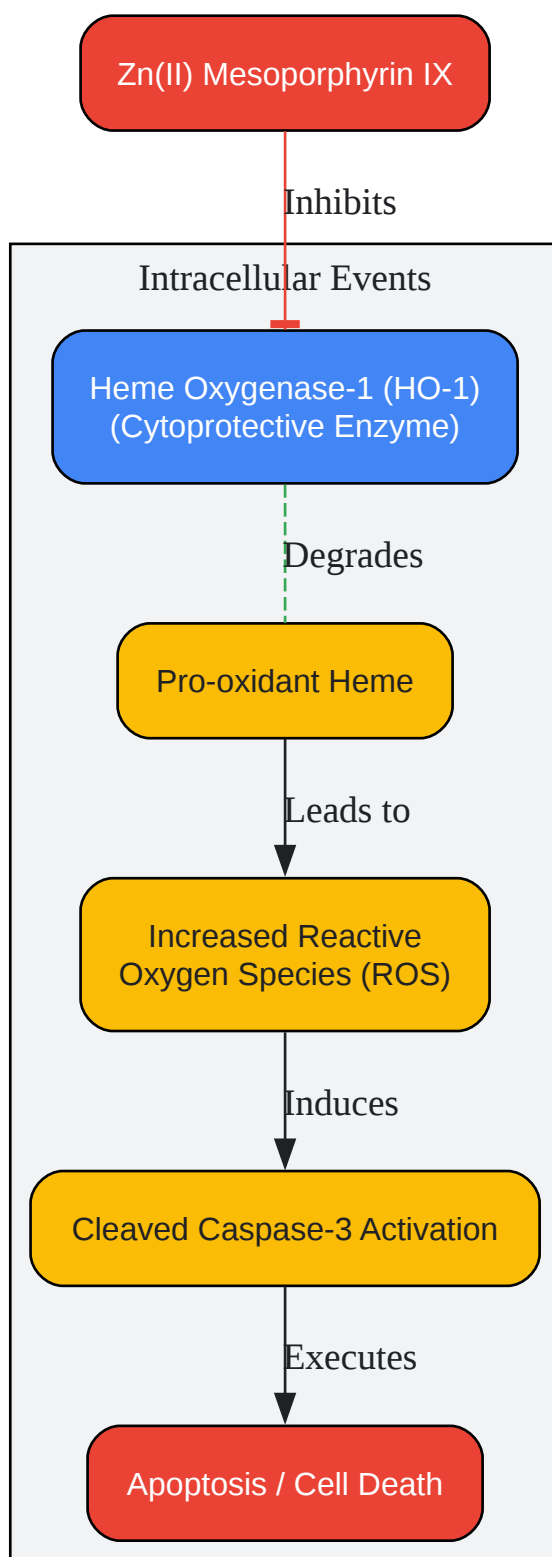 Zn(II) Mesoporphyrin IX
Inhibits
Intracellular Events
Heme Oxygenase-1 (HO-1)
(Cytoprotective Enzyme)
Degrades
Pro-oxidant Heme
Leads to
Increased Reactive
Oxygen Species (ROS)
Induces
Cleaved Caspase-3 Activation
Executes
Apoptosis / Cell Death